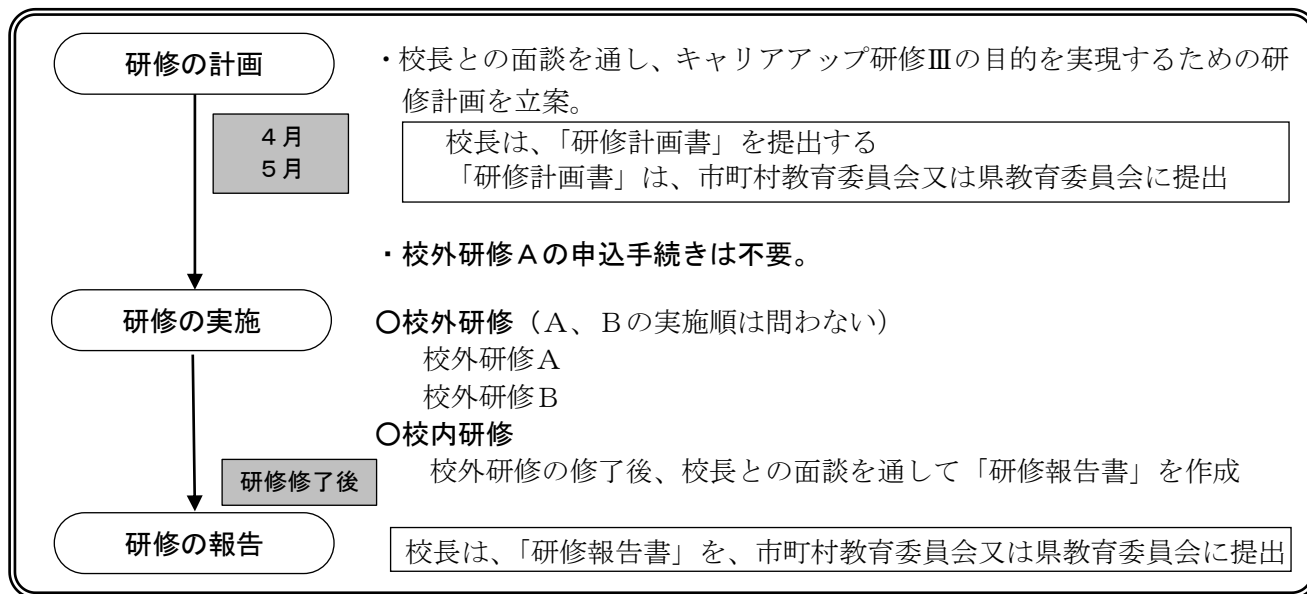 研修の計画
・校長との面談を通し、キャリアアップ研修Ⅲの目的を実現するための研
修計画を立案。
4月
5月
校長は、「研修計画書」を提出する
「研修計画書」は、市町村教育委員会又は県教育委員会に提出
・校外研修Aの申込手続きは不要。
研修の実施
○校外研修（A、Bの実施順は問わない）
校外研修A
校外研修B
○校内研修
校外研修の修了後、校長との面談を通して「研修報告書」を作成
研修修了後
研修の報告
校長は、「研修報告書」を、市町村教育委員会又は県教育委員会に提出